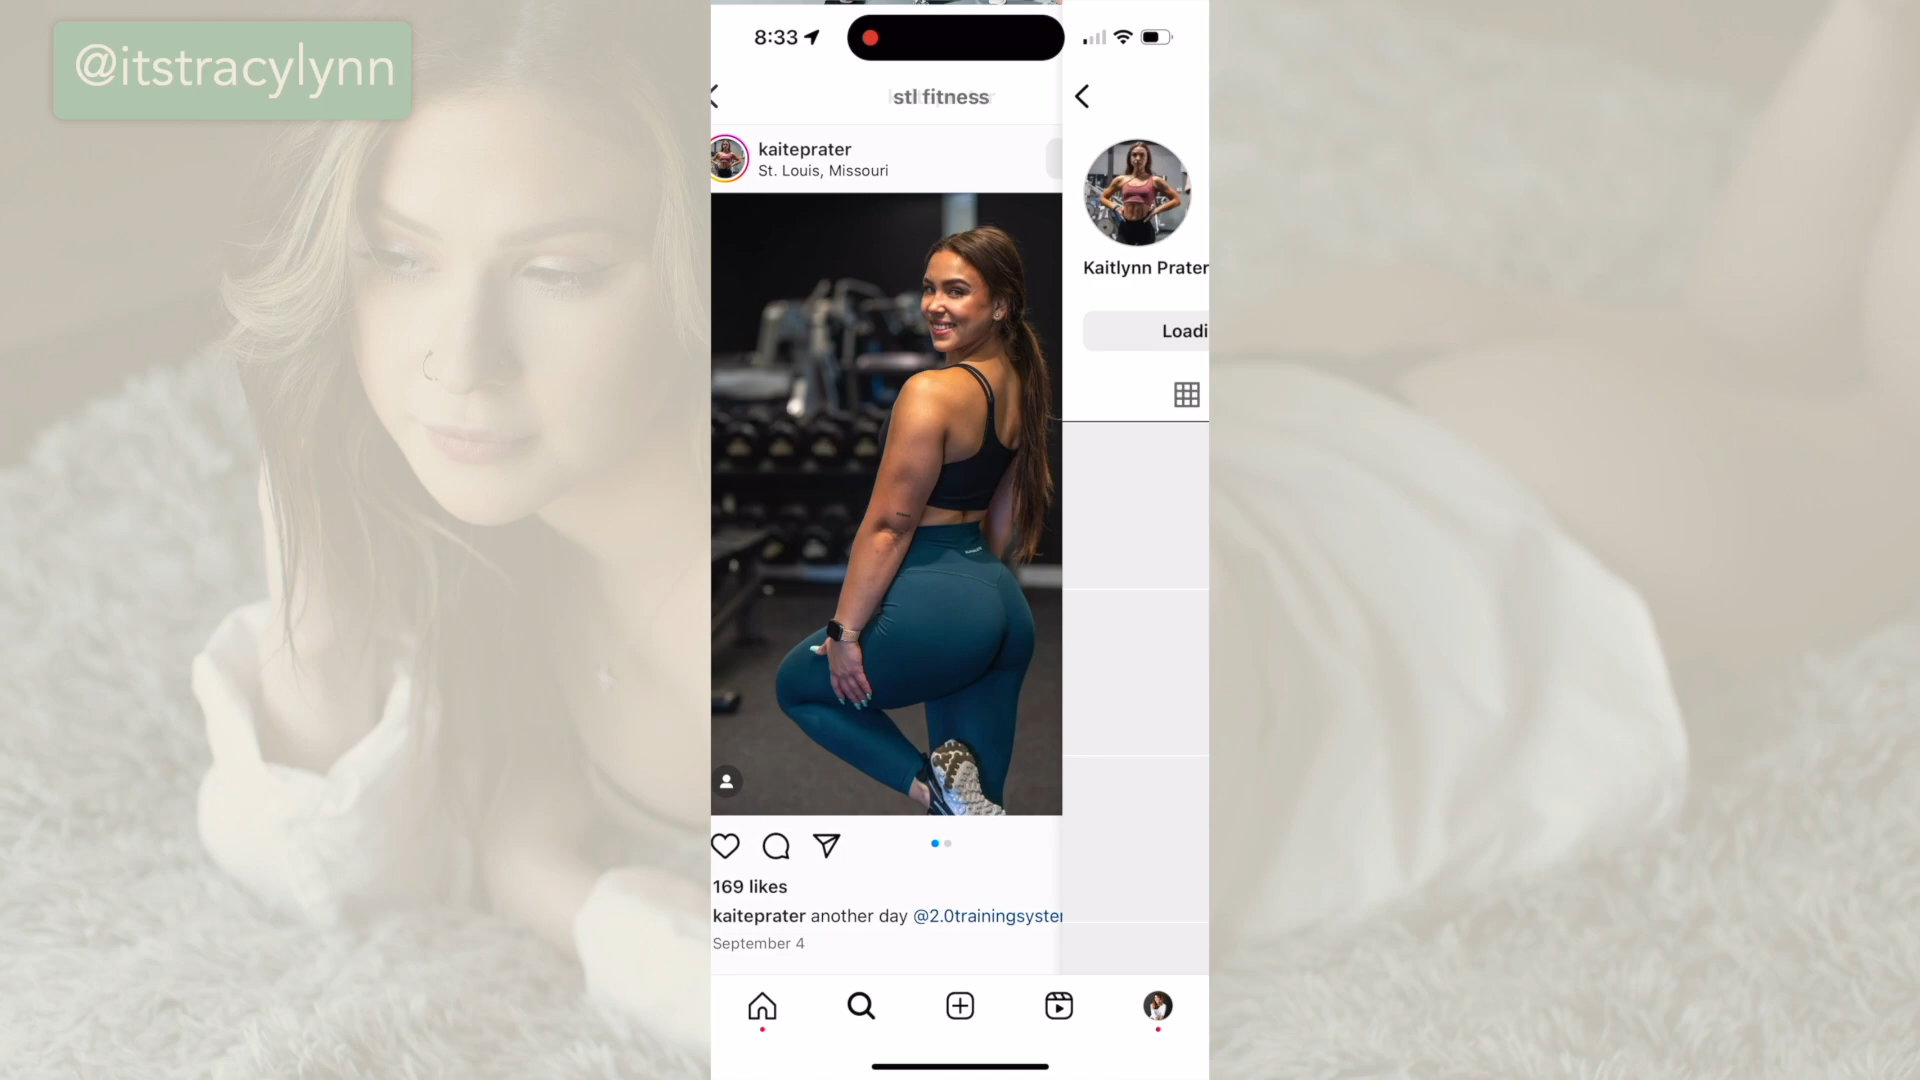 @itstracylynn
8:33
stl fitness
kaiteprater
St. Louis, Missouri
Kaitlynn Prater
Loadi
169 likes
kaiteprater another day @2.0trainingsyster
September 4